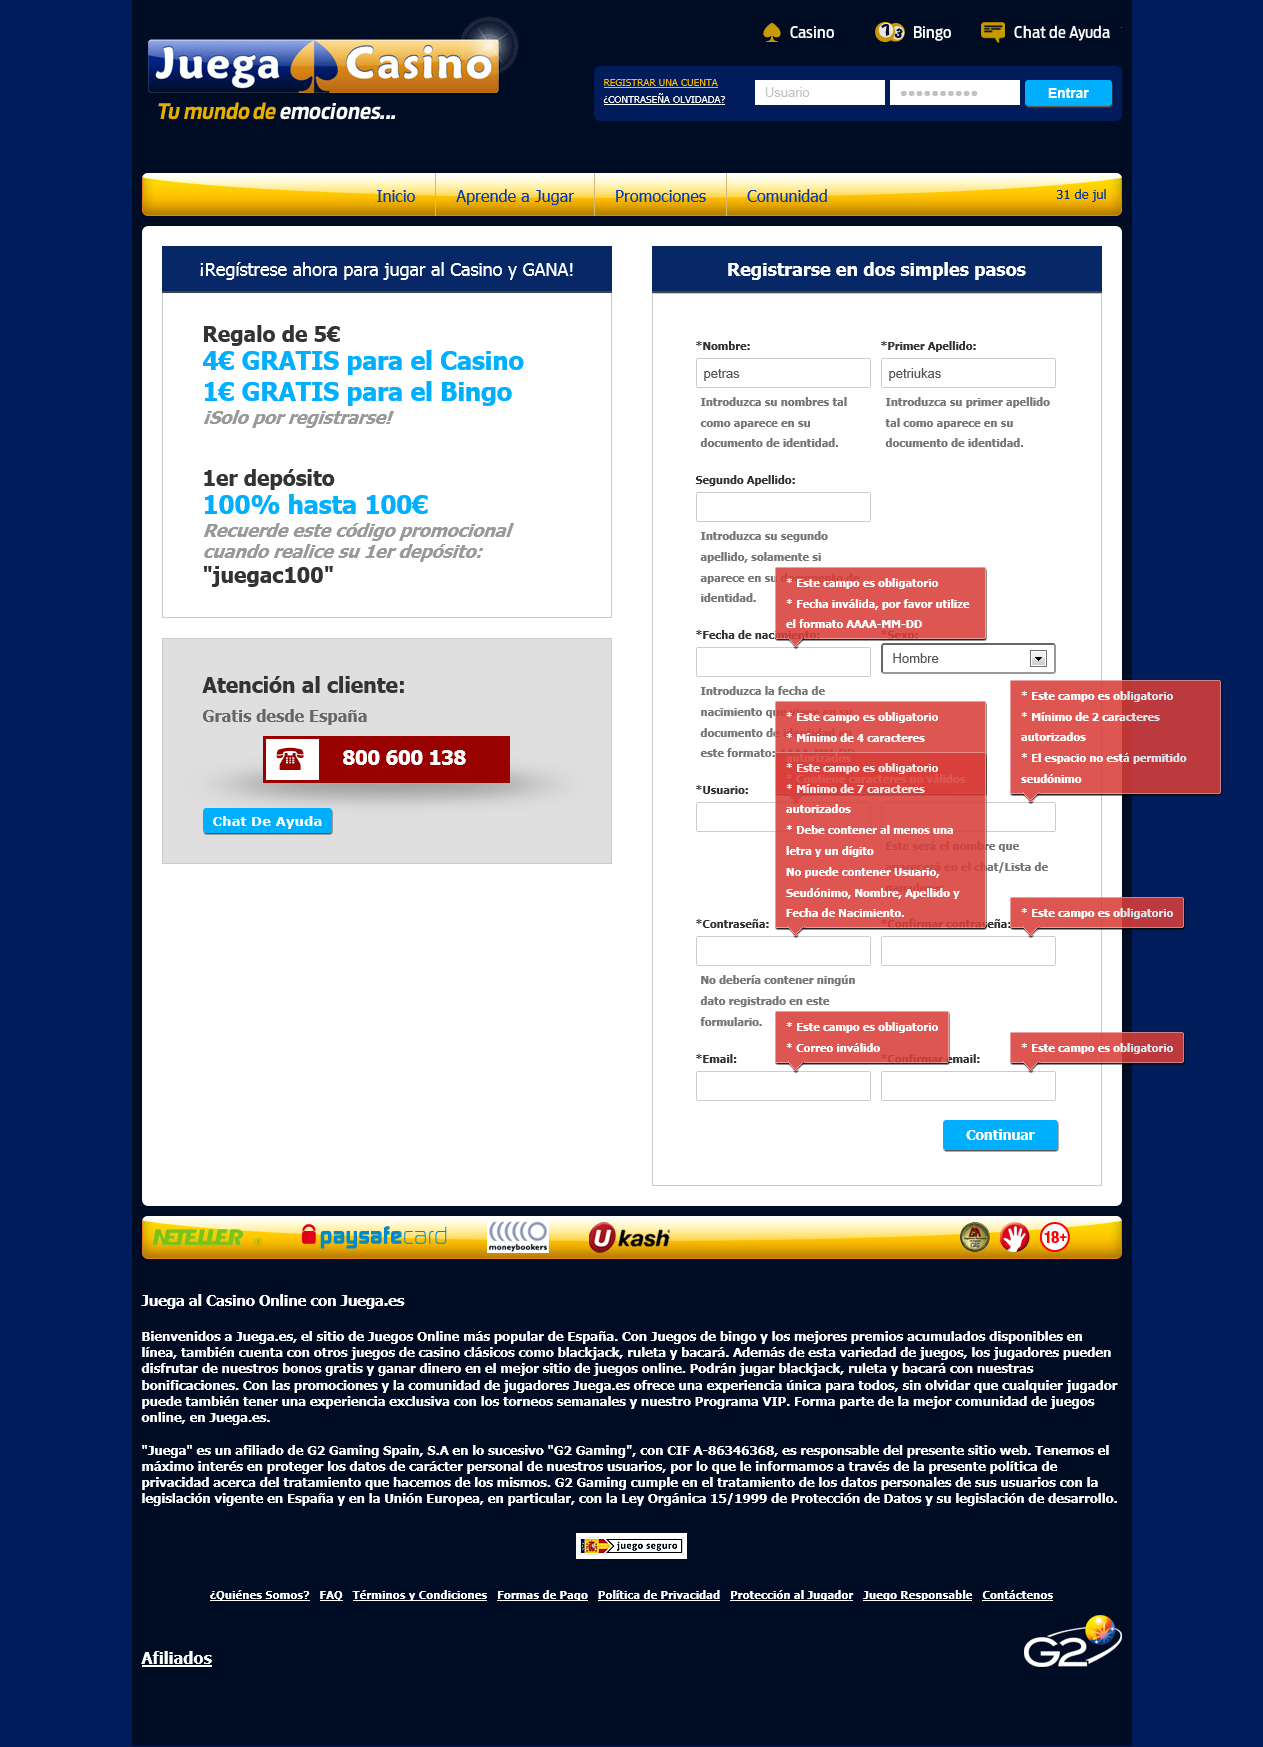 Juega Casino
Tu mundo de emociones...
Casino
Bingo
Chat de Ayuda
REGISTRAR UNA CUENTA
¿CONTRASEÑA OLVIDADA?
Usuario
Entrar
Inicio
Aprende a Jugar
Promociones
Comunidad
31 de jul
¡Regístrese ahora para jugar al Casino y GANA!
Regalo de 5€
4€ GRATIS para el Casino
1€ GRATIS para el Bingo
¡Solo por registrarse!
1er depósito
100% hasta 100€
Recuerde este código promocional
cuando realice su 1er depósito:
"juegac100"
Atención al cliente:
Gratis desde España
800 600 138
Chat De Ayuda
Registrarse en dos simples pasos
*Nombre:
*Primer Apellido:
petras
petriukas
Introduzca su nombres tal
como aparece en su
documento de identidad.
Introduzca su primer apellido
tal como aparece en su
documento de identidad.
Segundo Apellido:
Introduzca su segundo
apellido, solamente si
aparece en su documento de
identidad.
* Este campo es obligatorio
* Fecha inválida, por favor utilize
el formato AAAA-MM-DD
*Fecha de nacimiento:
*Sexo:
Hombre
Introduzca la fecha de
nacimiento que
documento de identidad en
este formato: AAAA-MM-DD
* Este campo es obligatorio
* Mínimo de 4 caracteres
autorizados
* Contiene caracteres no válidos
* Este campo es obligatorio
* Mínimo de 2 caracteres
autorizados
* El espacio no está permitido
seudónimo
*Usuario:
Este será el nombre que
aparecerá en el chat/Lista de
* Este campo es obligatorio
* Mínimo de 7 caracteres
autorizados
* Debe contener al menos una
letra y un dígito
No puede contener Usuario,
Seudónimo, Nombre, Apellido y
Fecha de Nacimiento.
* Este campo es obligatorio
*Contraseña:
*Confirmar contraseña:
No debería contener ningún
dato registrado en este
formulario.
* Este campo es obligatorio
* Correo inválido
* Este campo es obligatorio
*Email:
*Confirmar email:
Continuar
NETELLER
paysafecard
moneybookers
Ukash
18+
Juega al Casino Online con Juega.es
Bienvenidos a Juega.es, el sitio de Juegos Online más popular de España. Con Juegos de bingo y los mejores premios acumulados disponibles en
línea, también cuenta con otros juegos de casino clásicos como blackjack, ruleta y bacará. Además de esta variedad de juegos, los jugadores pueden
disfrutar de nuestros bonos gratis y ganar dinero en el mejor sitio de juegos online. Podrán jugar blackjack, ruleta y bacará con nuestras
bonificaciones. Con las promociones y la comunidad de jugadores Juega.es ofrece una experiencia única para todos, sin olvidar que cualquier jugador
puede también tener una experiencia exclusiva con los torneos semanales y nuestro Programa VIP. Forma parte de la mejor comunidad de juegos
online, en Juega.es.
"Juega" es un afiliado de G2 Gaming Spain, S.A en lo sucesivo "G2 Gaming", con CIF A-86346368, es responsable del presente sitio web. Tenemos el
máximo interés en proteger los datos de carácter personal de nuestros usuarios, por lo que le informamos a través de la presente política de
privacidad acerca del tratamiento que hacemos de los mismos. G2 Gaming cumple en el tratamiento de los datos personales de sus usuarios con la
legislación vigente en España y en la Unión Europea, en particular, con la Ley Orgánica 15/1999 de Protección de Datos y su legislación de desarrollo.
juego seguro
¿Quiénes Somos? FAQ Términos y Condiciones Formas de Pago Política de Privacidad Protección al Jugador Juego Responsable Contáctenos
Afiliados
G2